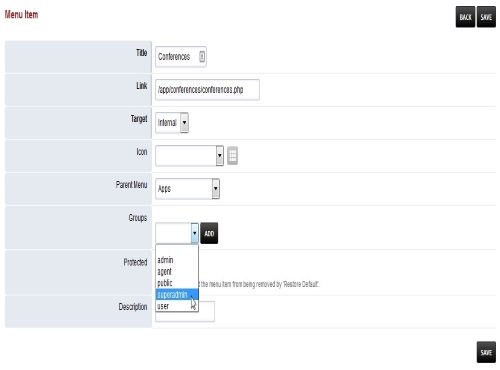 Menu Item
BACK SAVE
Title
Conferences
Link
/app/conferences/conferences.php
Target
Internal
Icon
Parent Menu
Apps
Groups
ADD
admin
agent
public
superadmin
user
Protected
the menu item from being removed by 'Restore Default'.
Description
SAVE